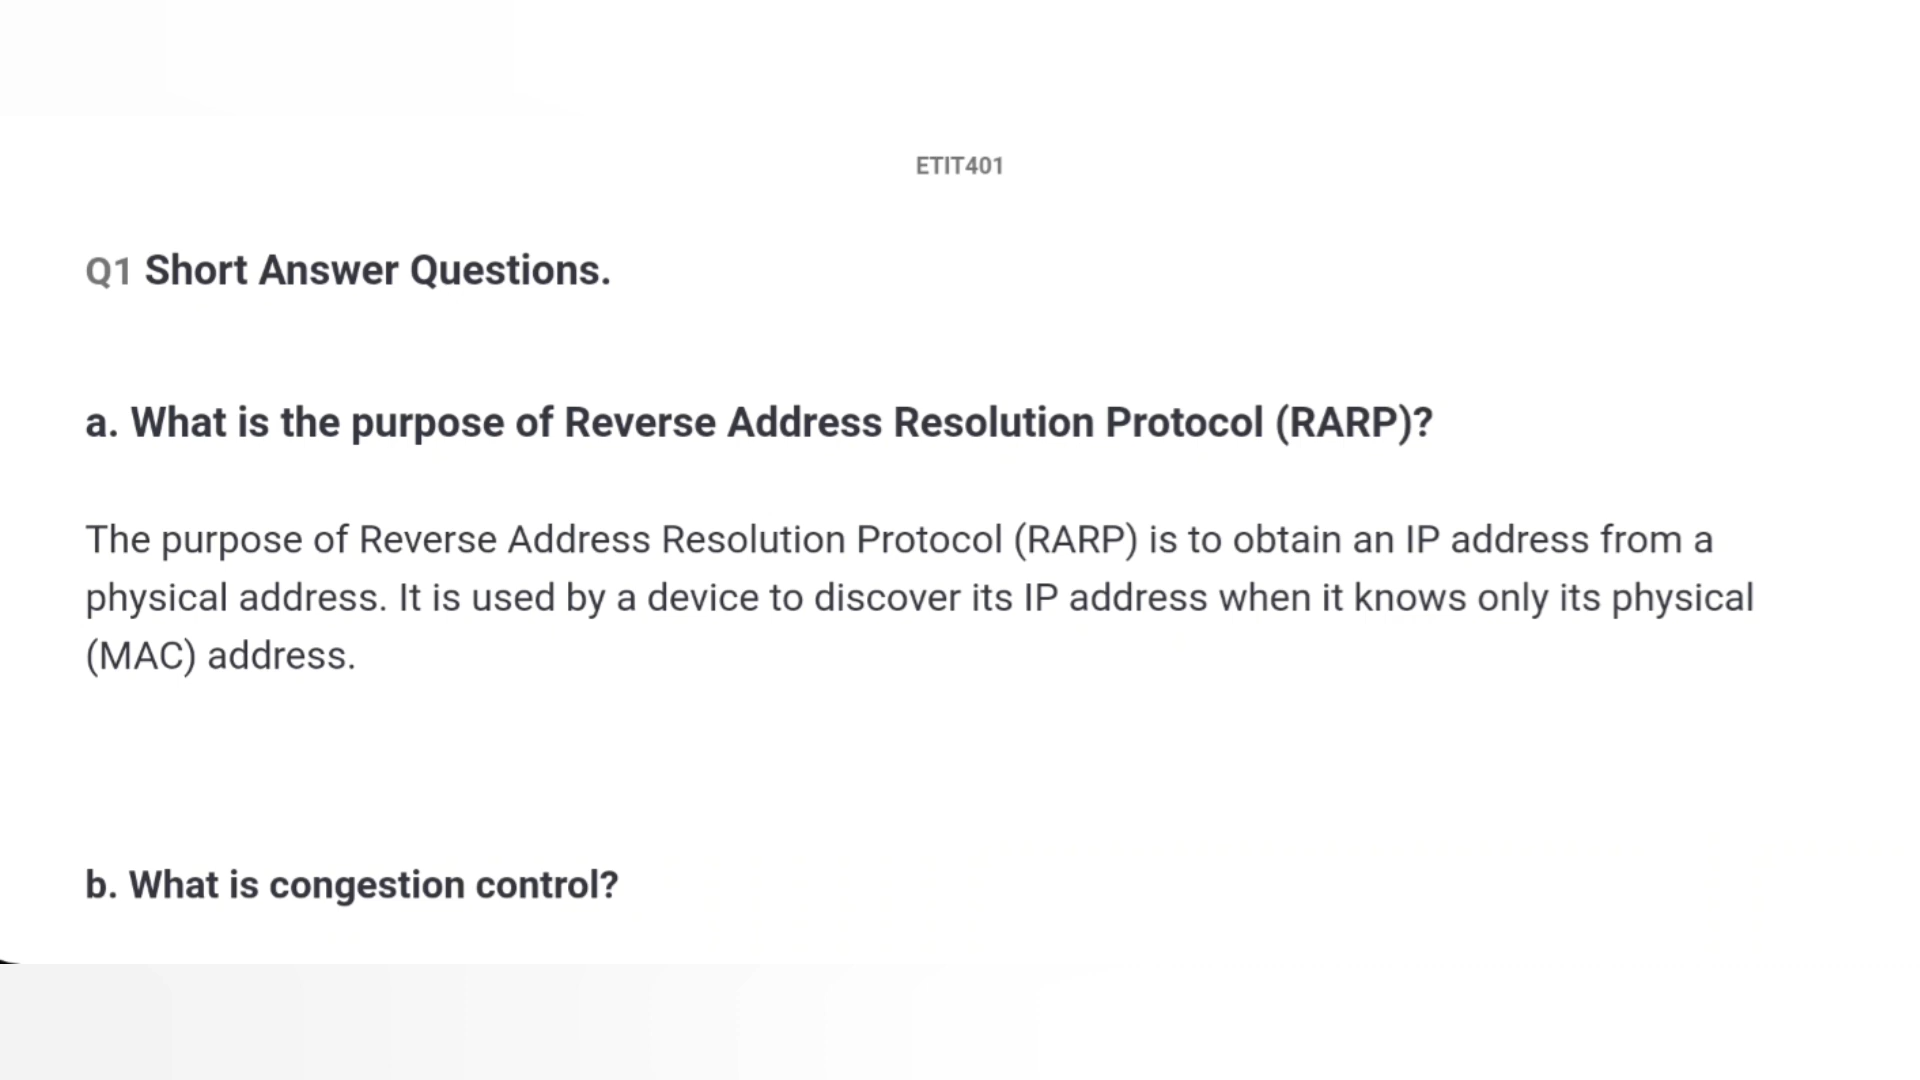 ETIT401
Q1 Short Answer Questions.
a. What is the purpose of Reverse Address Resolution Protocol (RARP)?
The purpose of Reverse Address Resolution Protocol (RARP) is to obtain an IP address from a
physical address. It is used by a device to discover its IP address when it knows only its physical
(MAC) address.
b. What is congestion control?